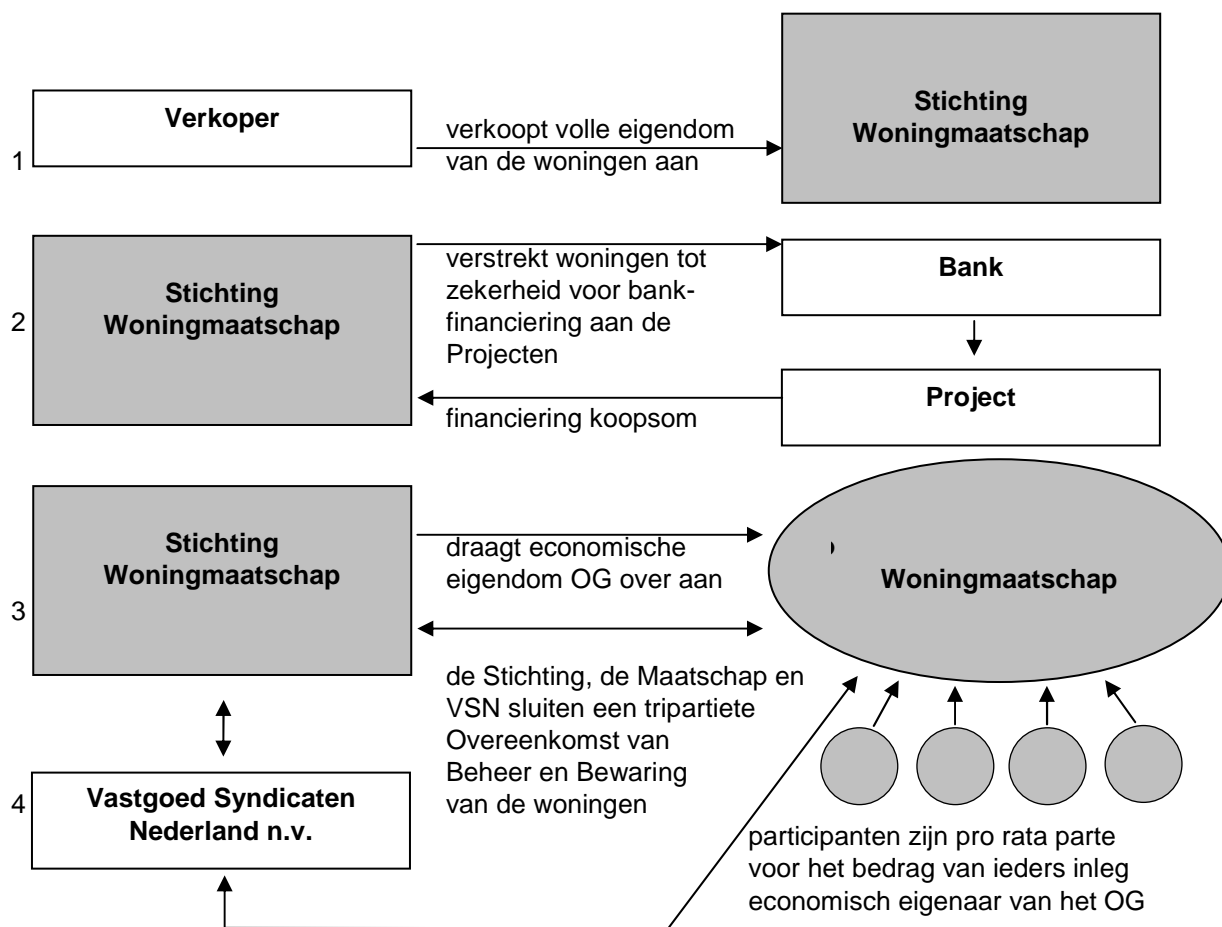 Verkoper
1
verkoopt volle eigendom
van de woningen aan
Stichting
Woningmaatschap
2
Stichting
Woningmaatschap
verstrekt woningen tot
zekerheid voor bank-
financiering aan de
Projecten
Bank
financiering koopsom
Project
3
Stichting
Woningmaatschap
draagt economische
eigendom OG over aan
Woningmaatschap
de Stichting, de Maatschap en
VSN sluiten een tripartiete
Overeenkomst van
Beheer en Bewaring
van de woningen
4
Vastgoed Syndicaten
Nederland n.v.
participanten zijn pro rata parte
voor het bedrag van ieders inleg
economisch eigenaar van het OG